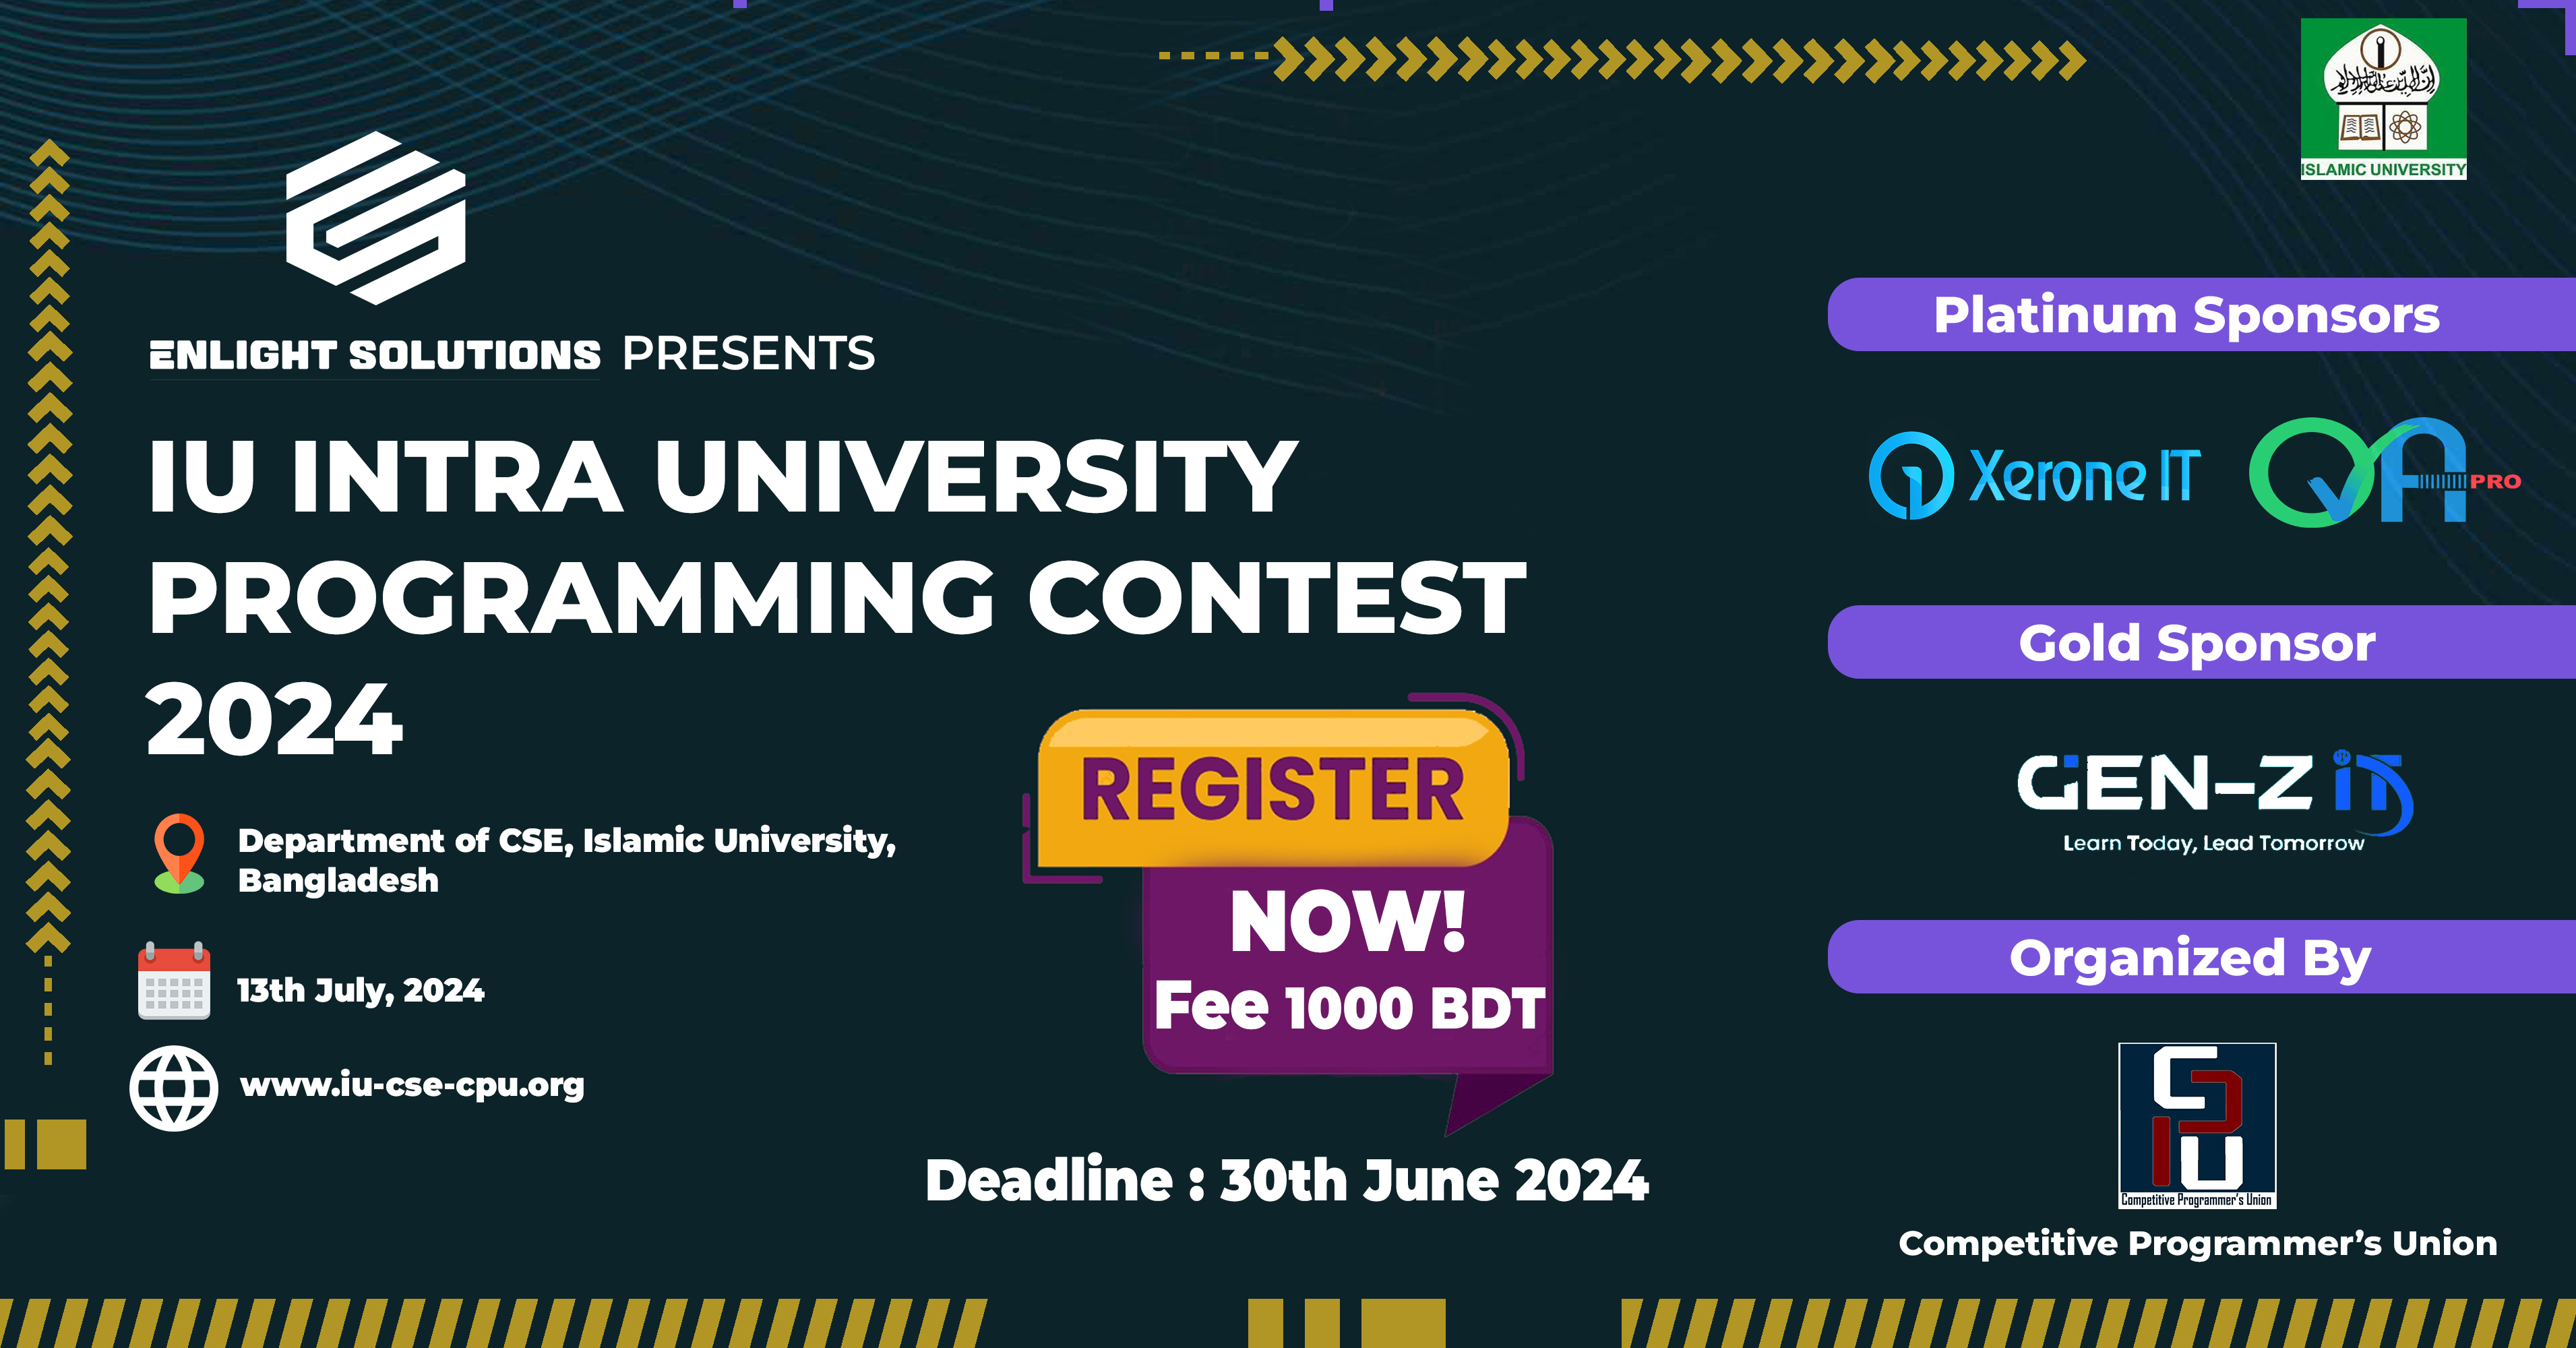 ISLAMIC UNIVERSITY
ENLIGHT SOLUTIONS PRESENTS
IU INTRA UNIVERSITY
PROGRAMMING CONTEST
2024
Department of CSE, Islamic University,
Bangladesh
13th July, 2024
www.iu-cse-cpu.org
REGISTER
NOW!
Fee 1000 BDT
Deadline : 30th June 2024
Platinum Sponsors
Xerone IT
QA PRO
Gold Sponsor
GEN-Z iT
Learn Today, Lead Tomorrow
Organized By
CPU
Competitive Programmer's Union
Competitive Programmer’s Union